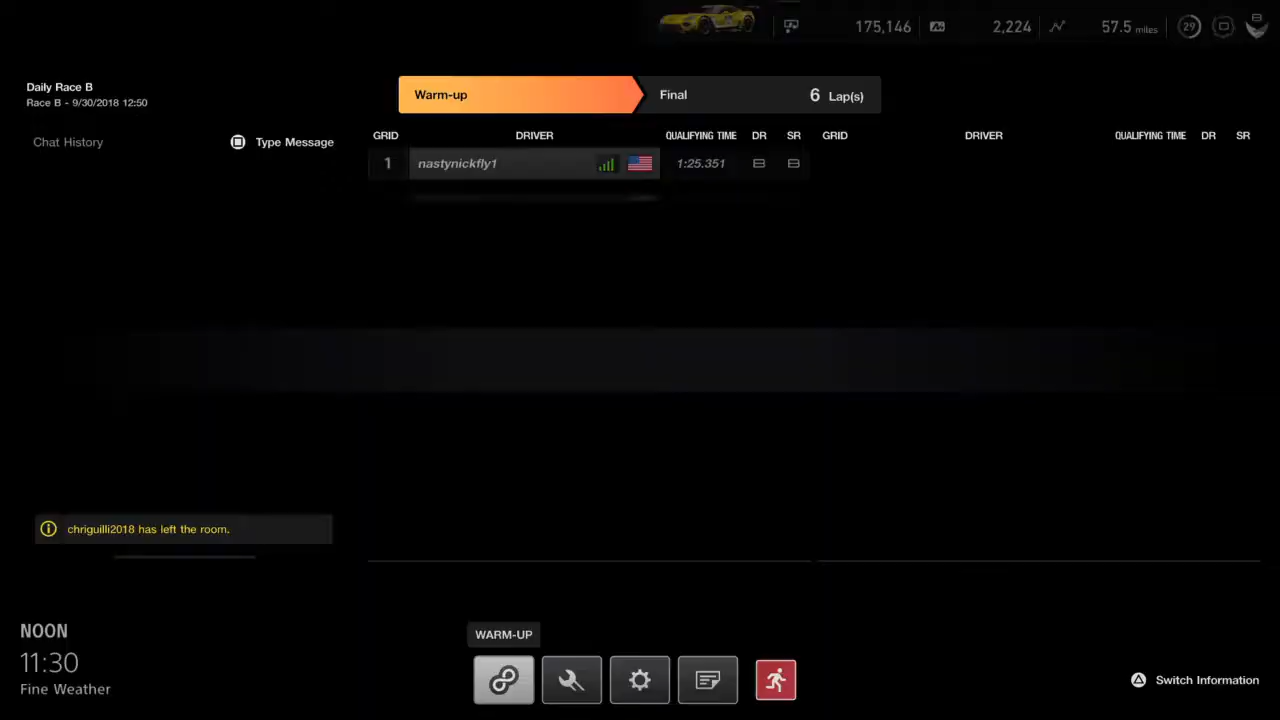 175,146
2,224
57.5 miles
29
B
Daily Race B
Race B - 9/30/2018 12:50
Warm-up
Final
6 Lap(s)
Chat History
Type Message
GRID DRIVER QUALIFYING TIME DR SR
GRID DRIVER QUALIFYING TIME DR SR
1 nastynickfly1 1:25.351 B B
chriguilli2018 has left the room.
NOON
11:30
Fine Weather
WARM-UP
Switch Information